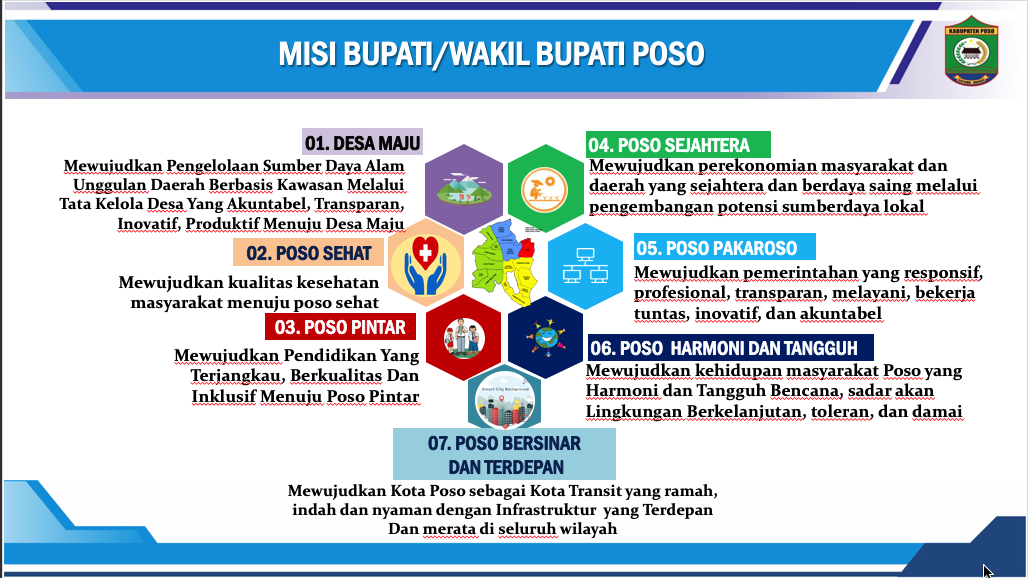 MISI BUPATI/WAKIL BUPATI POSO
KABUPATEN POSO
01. DESA MAJU
Mewujudkan Pengelolaan Sumber Daya Alam
Unggulan Daerah Berbasis Kawasan Melalui
Tata Kelola Desa Yang Akuntabel, Transparan,
Inovatif, Produktif Menuju Desa Maju
02. POSO SEHAT
Mewujudkan kualitas kesehatan
masyarakat menuju poso sehat
03. POSO PINTAR
Mewujudkan Pendidikan Yang
Terjangkau, Berkualitas Dan
Inklusif Menuju Poso Pintar
04. POSO SEJAHTERA
Mewujudkan perekonomian masyarakat dan
daerah yang sejahtera dan berdaya saing melalui
pengembangan potensi sumberdaya lokal
05. POSO PAKAROSO
Mewujudkan pemerintahan yang responsif,
profesional, transparan, melayani, bekerja
tuntas, inovatif, dan akuntabel
06. POSO  HARMONI DAN TANGGUH
Mewujudkan kehidupan masyarakat Poso yang
Harmoni dan Tangguh Bencana, sadar akan
Lingkungan Berkelanjutan, toleran, dan damai
Smart City Background
07. POSO BERSINAR
DAN TERDEPAN
Mewujudkan Kota Poso sebagai Kota Transit yang ramah,
indah dan nyaman dengan Infrastruktur  yang Terdepan
Dan merata di seluruh wilayah